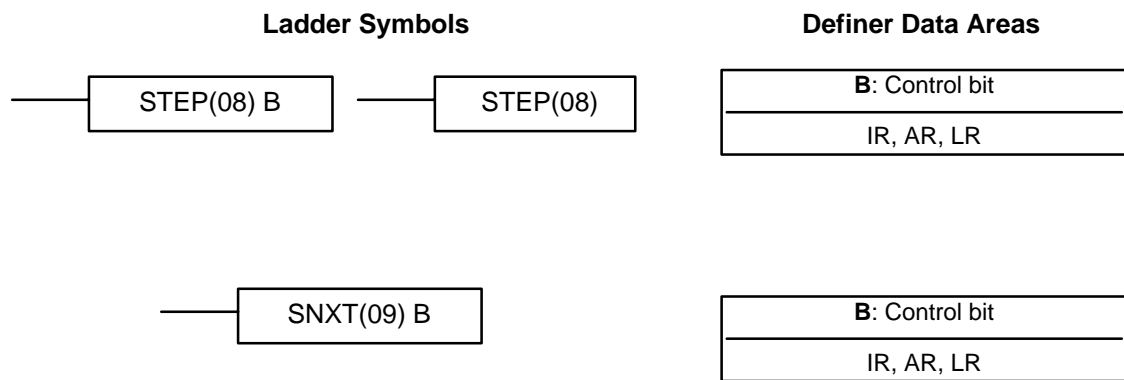 Ladder Symbols
Definer Data Areas
STEP(08) B
STEP(08)
B: Control bit
IR, AR, LR
SNXT(09) B
B: Control bit
IR, AR, LR